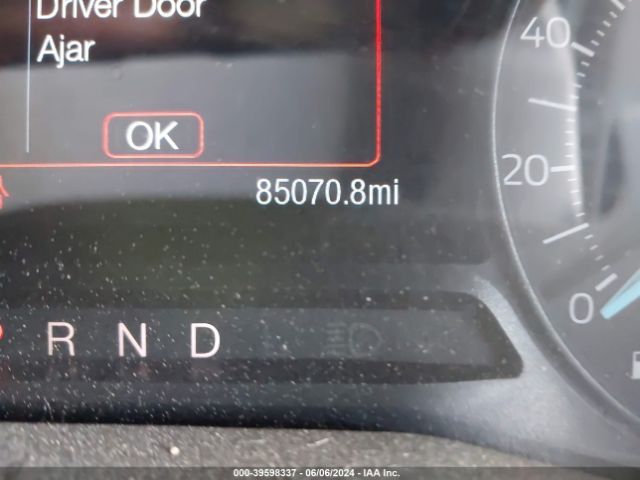 Driver Door
Ajar
OK
85070.8mi
40
20
0
R N D
000-39598337 - 06/06/2024 - IAA Inc.